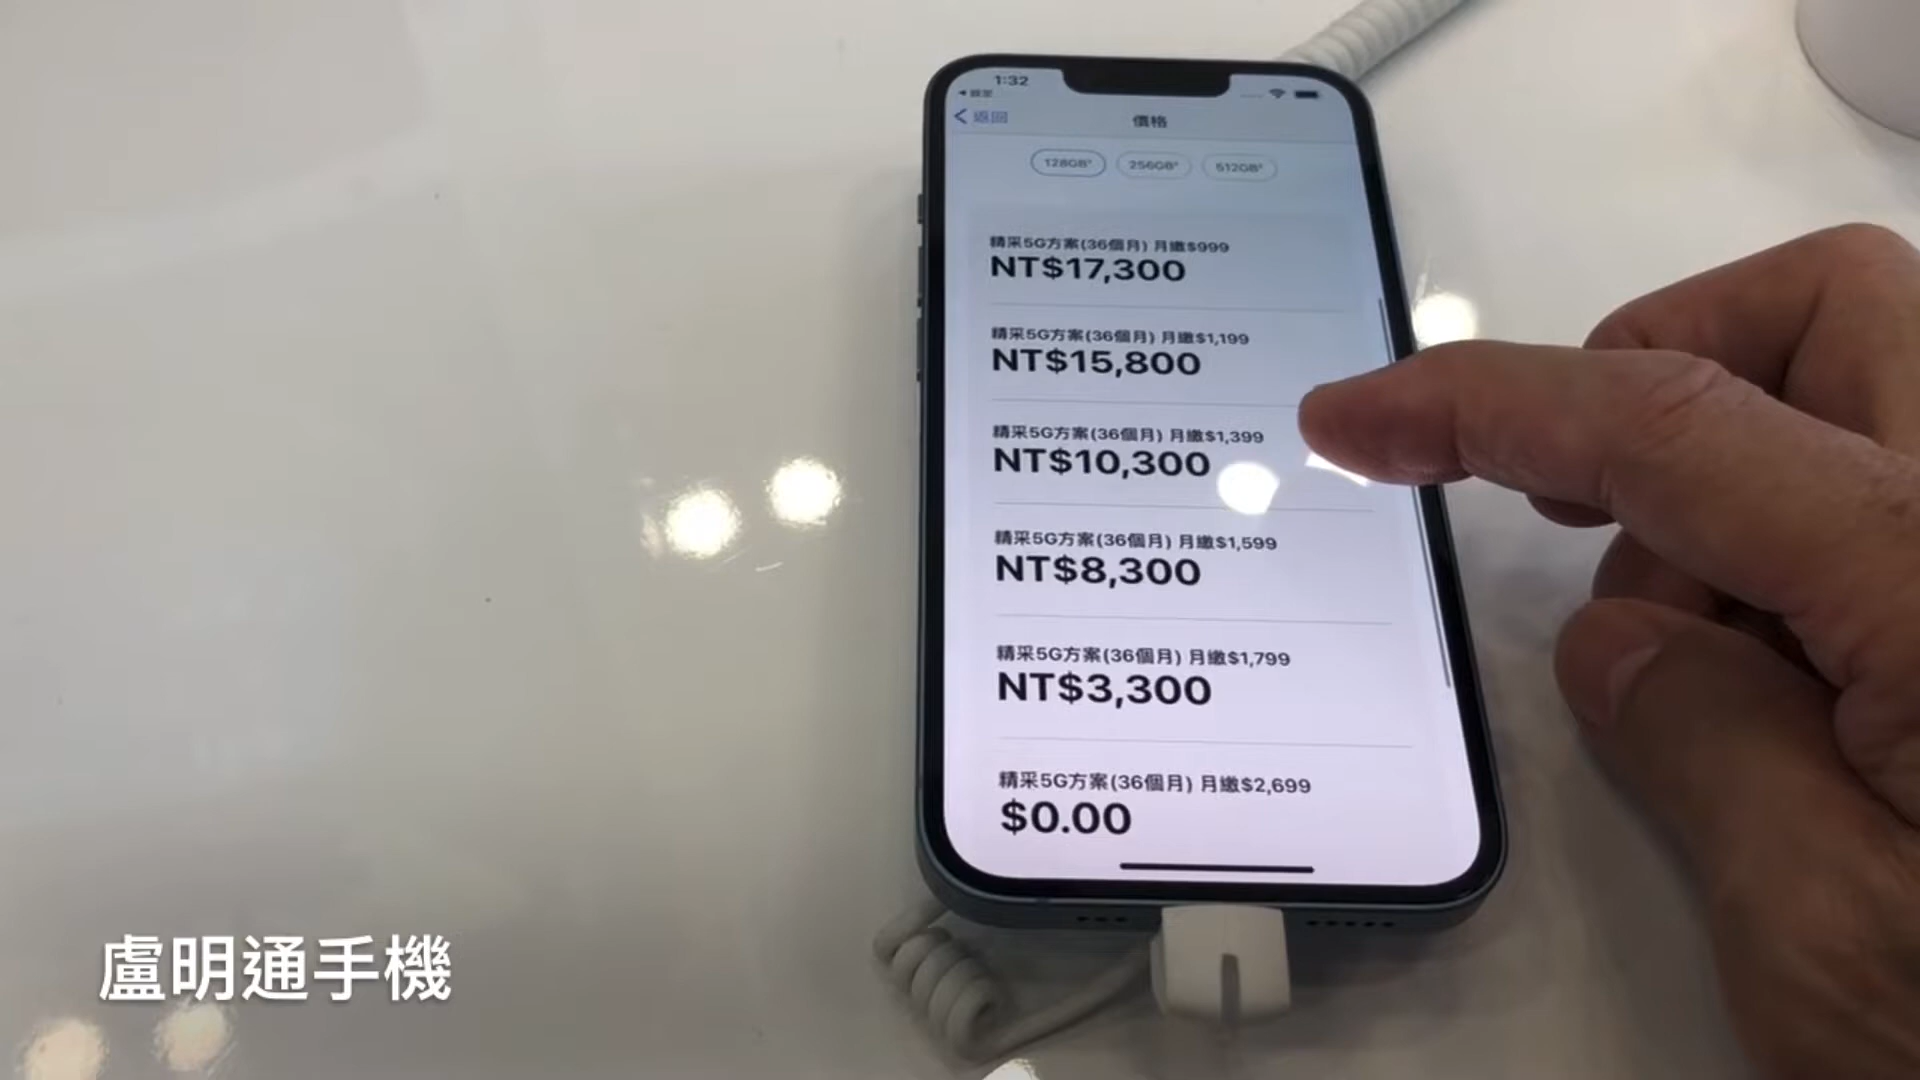 1:32
返回
價格
128GB²
256GB²
512GB²
精采5G方案(36個月) 月繳$999
NT$17,300
精采5G方案(36個月) 月繳$1,199
NT$15,800
精采5G方案(36個月) 月繳$1,399
NT$10,300
精采5G方案(36個月) 月繳$1,599
NT$8,300
精采5G方案(36個月) 月繳$1,799
NT$3,300
精采5G方案(36個月) 月繳$2,699
$0.00
盧明通手機